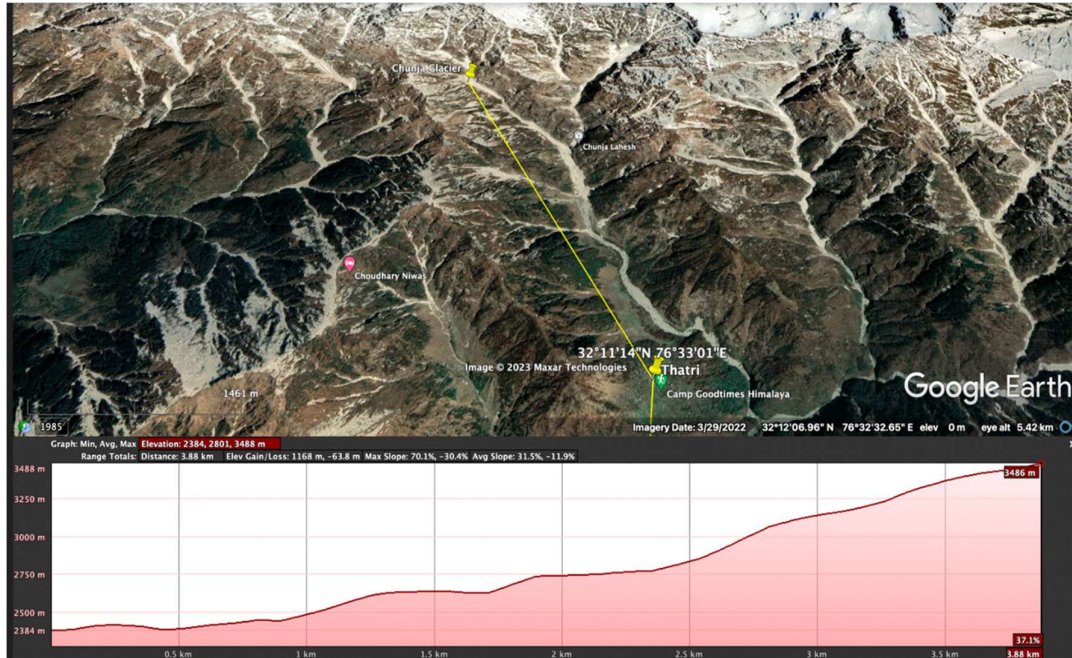 Chunja Glacier
Chunja Lahesh
Choudhary Niwas
32°11'14"N 76°33'01"E
Thatri
Image © 2023 Maxar Technologies
Camp Goodtimes Himalaya
1461 m
Google Earth
1985
Imagery Date: 3/29/2022 32°12'06.96" N 76°32'32.65" E elev 0 m eye alt 5.42 km
Graph: Min, Avg, Max Elevation: 2384, 2801, 3488 m
Range Totals: Distance: 3.88 km Elev Gain/Loss: 1168 m, -63.8 m Max Slope: 70.1%, -30.4% Avg Slope: 31.5%, -11.9%
3488 m
3486 m
3250 m
3000 m
2750 m
2500 m
2384 m
37.1%
0.5 km 1 km 1.5 km 2 km 2.5 km 3 km 3.5 km 3.88 km